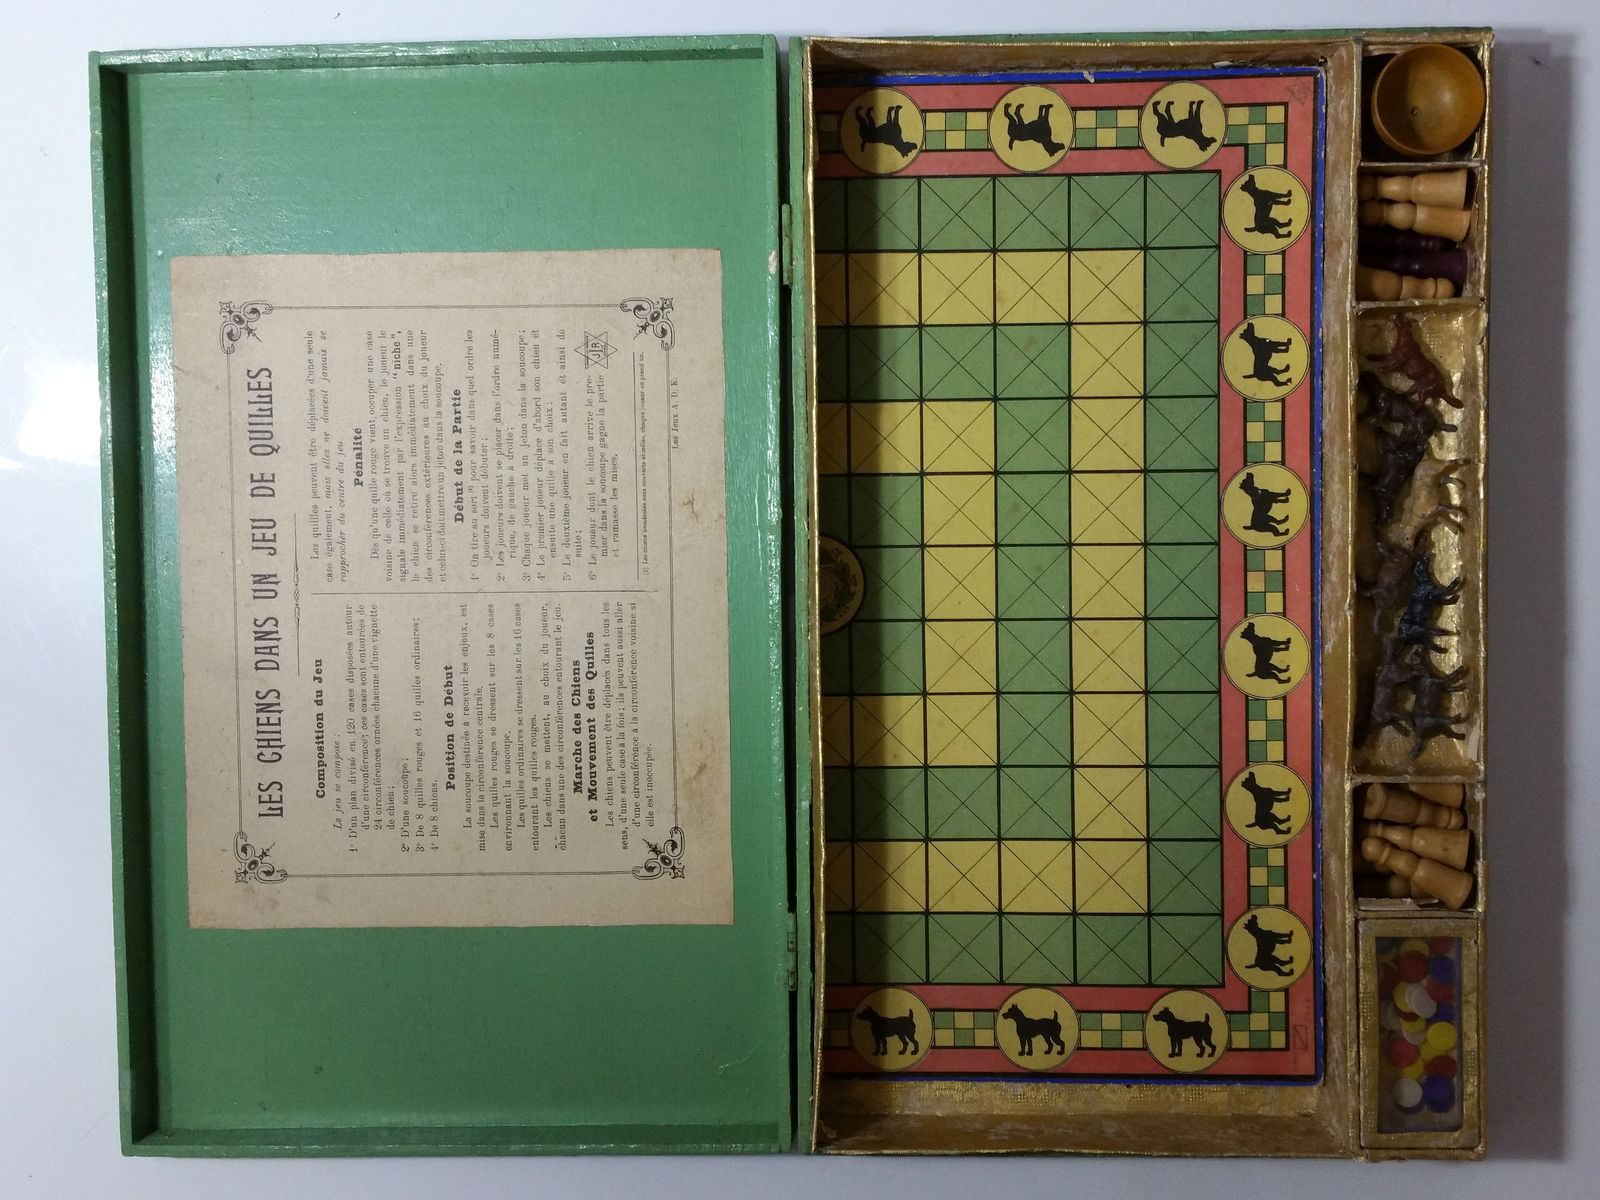 LES CHIENS DANS UN JEU DE QUILLES
Composition du Jeu
Le jeu se compose :
1° D'un plan divisé en 120 cases disposées autour
d'une circonférence; ces cases sont entourées de
24 circonférences ornées chacune d'une vignette
de chien;
2° D'une soucoupe;
3° De 8 quilles rouges et 16 quilles ordinaires;
4° De 8 chiens.
Position de Début
La soucoupe destinée à recevoir les enjeux, est
mise dans la circonférence centrale.
Les quilles rouges se dressent sur les 8 cases
environnant la soucoupe.
Les quilles ordinaires se dressent sur les 16 cases
entourant les quilles rouges.
Les chiens se mettent, au choix du joueur,
chacun dans une des circonférences entourant le jeu.
Marche des Chiens
et Mouvement des Quilles
Les chiens peuvent être déplacés dans tous les
sens, d'une seule case à la fois; ils peuvent aussi aller
d'une circonférence à la circonférence voisine si
elle est inoccupée.
Les quilles peuvent être déplacées d'une seule
case également, mais elles ne doivent jamais se
rapprocher du centre du jeu.
Pénalité
Dès qu'une quille rouge vient occuper une case
voisine de celle où se trouve un chien, le joueur le
signale immédiatement par l'expression "niche",
le chien se retire alors immédiatement dans une
des circonférences extérieures au choix du joueur
et celui-ci doit mettre un jeton dans la soucoupe.
Début de la Partie
1° On tire au sort (1) pour savoir dans quel ordre les
joueurs doivent débuter;
2° Les joueurs doivent se placer dans l'ordre numé-
rique, de gauche à droite;
3° Chaque joueur met un jeton dans la soucoupe;
4° Le premier joueur déplace d'abord son chien et
ensuite une quille à son choix;
5° Le deuxième joueur en fait autant et ainsi de
suite;
6° Le joueur dont le chien arrive le pre-
mier dans la soucoupe gagne la partie
et ramasse les mises.
JJB
Les Jeux A. D. K.